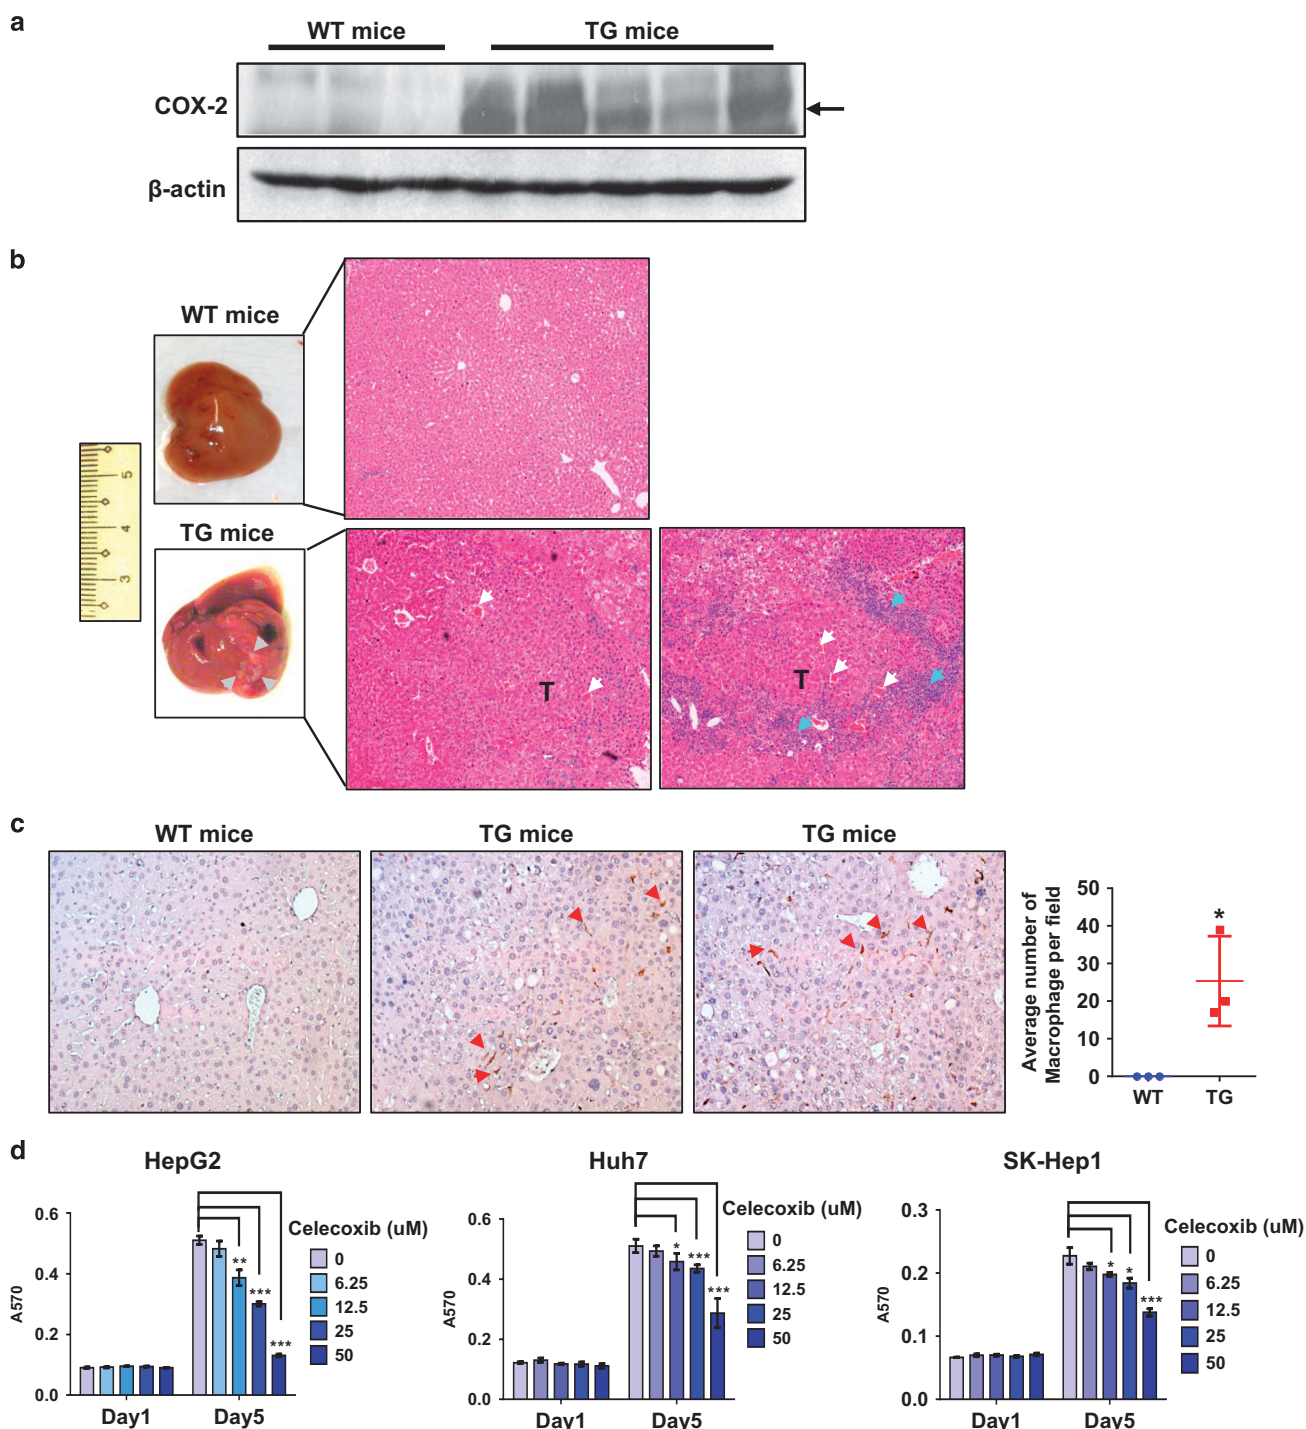 a
WT mice
TG mice
COX-2
β-actin
b
WT mice
TG mice
5
4
3
T
T
c
WT mice
TG mice
TG mice
Average number of
Macrophage per field
50
40
30
20
10
0
*
WT
TG
d
HepG2
A570
0.6
0.4
0.2
0.0
**
***
***
Day1
Day5
Celecoxib (uM)
0
6.25
12.5
25
50
Huh7
A570
0.6
0.4
0.2
0.0
*
***
***
Day1
Day5
Celecoxib (uM)
0
6.25
12.5
25
50
SK-Hep1
A570
0.3
0.2
0.1
0.0
*
*
***
Day1
Day5
Celecoxib (uM)
0
6.25
12.5
25
50